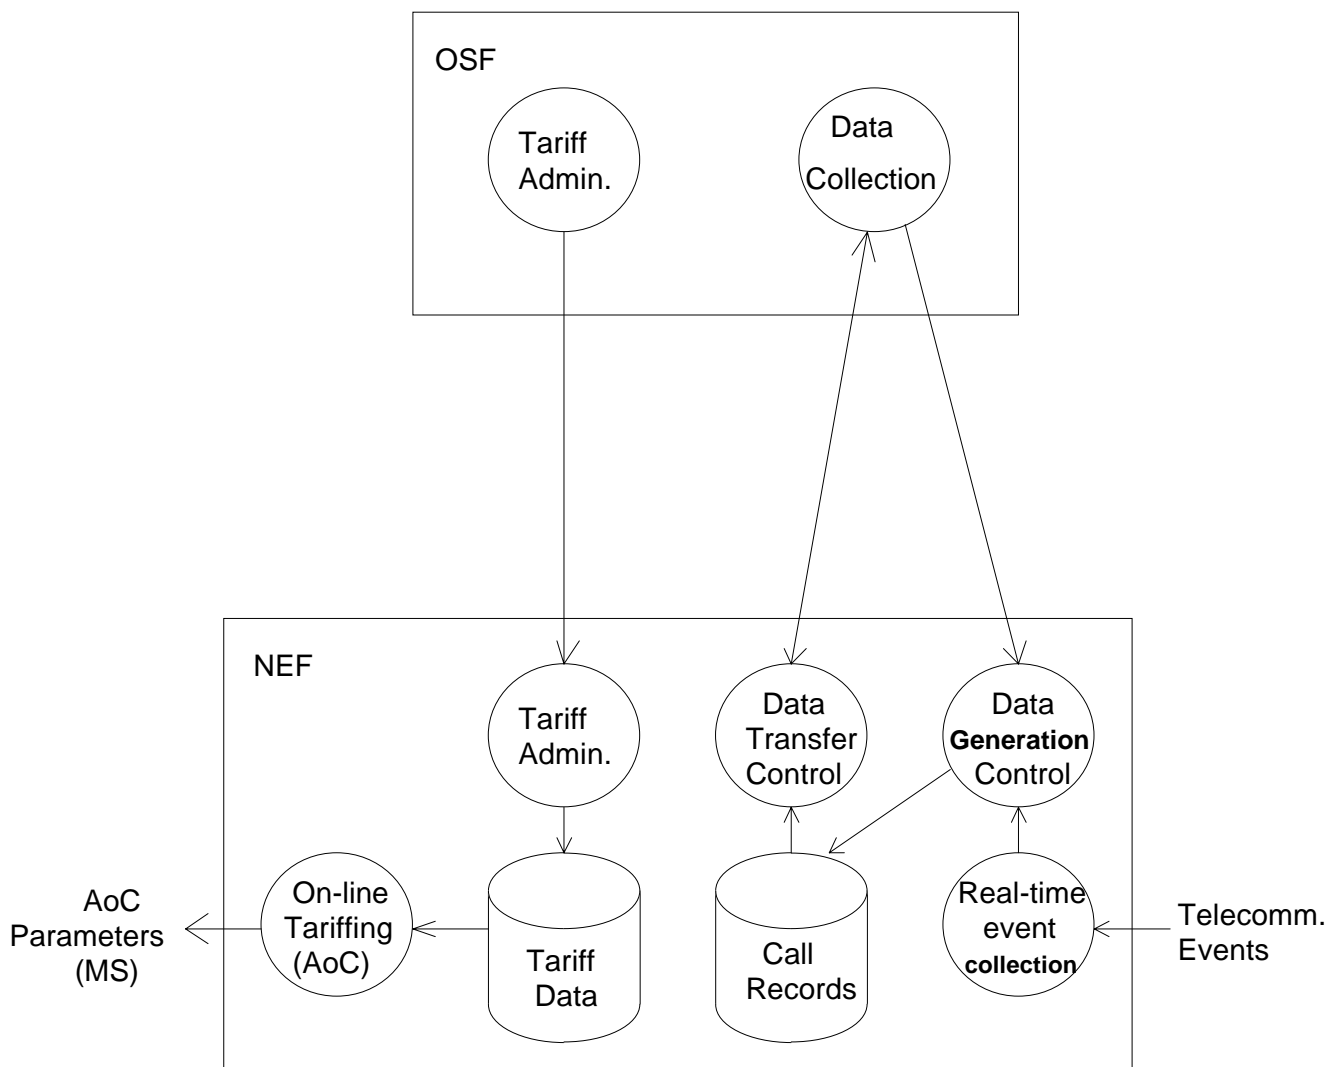 OSF
Tariff
Admin.
Data
Collection
NEF
Tariff
Admin.
Data
Transfer
Control
Data
Generation
Control
On-line
Tariffing
(AoC)
Tariff
Data
Call
Records
Real-time
event
collection
AoC
Parameters
(MS)
Telecomm.
Events